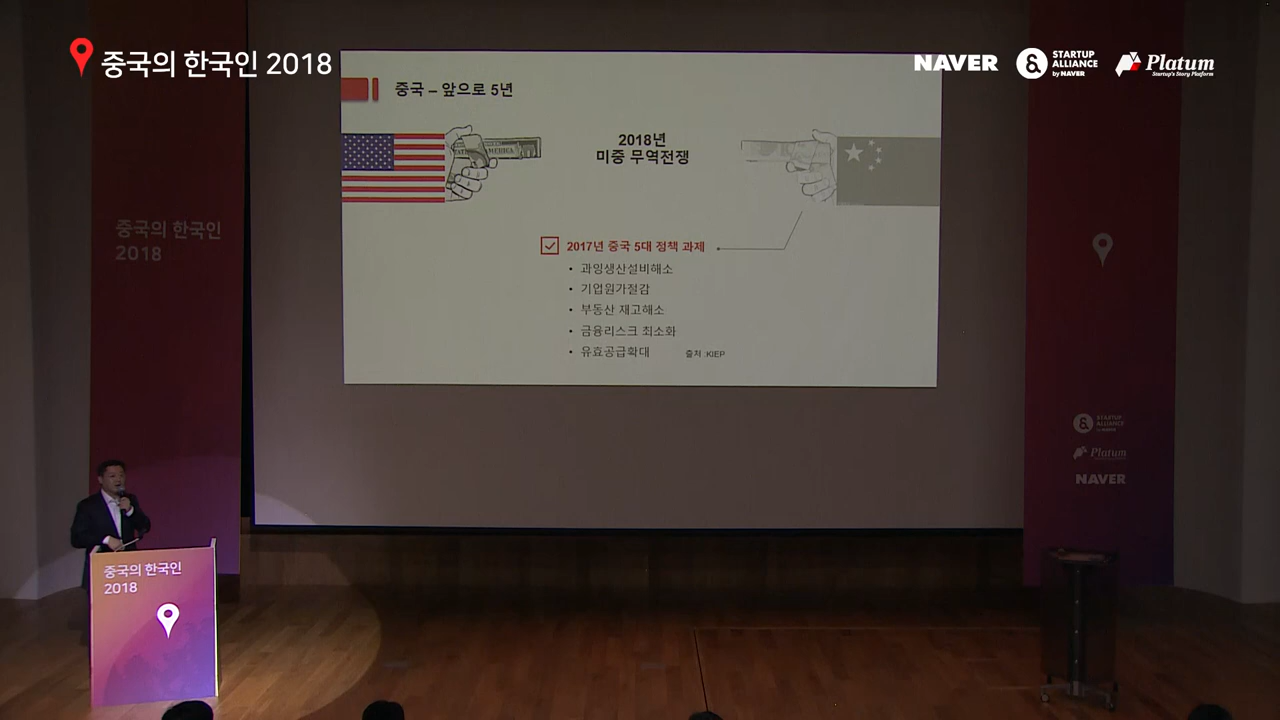 중국의 한국인 2018
NAVER
&
STARTUP
ALLIANCE
by NAVER
Platum
Startup's Story Platform
중국 – 앞으로 5년
2018년
미중 무역전쟁
AMERICA
2017년 중국 5대 정책 과제
• 과잉생산설비해소
• 기업원가절감
• 부동산 재고해소
• 금융리스크 최소화
• 유효공급확대
출처 :KIEP
중국의 한국인
2018
&
STARTUP
ALLIANCE
by NAVER
Platum
NAVER
중국의 한국인
2018